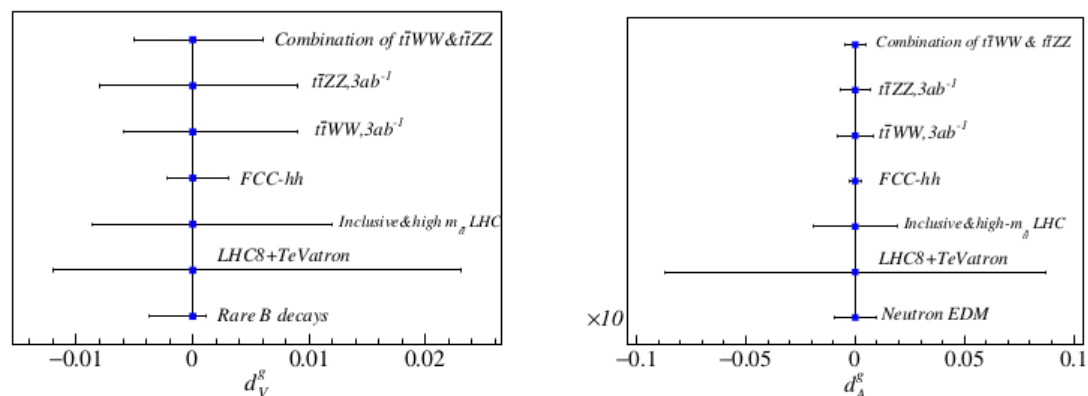 Combination of tt̄WW&tt̄ZZ
tt̄ZZ,3ab⁻¹
tt̄WW,3ab⁻¹
FCC-hh
Inclusive&high m_tt̄ LHC
LHC8+TeVatron
Rare B decays
−0.01 0 0.01 0.02
d_V^g
Combination of tt̄WW & tt̄ZZ
tt̄ZZ,3ab⁻¹
tt̄WW,3ab⁻¹
FCC-hh
Inclusive&high-m_tt̄ LHC
LHC8+TeVatron
×10 Neutron EDM
−0.1 −0.05 0 0.05 0.1
d_A^g